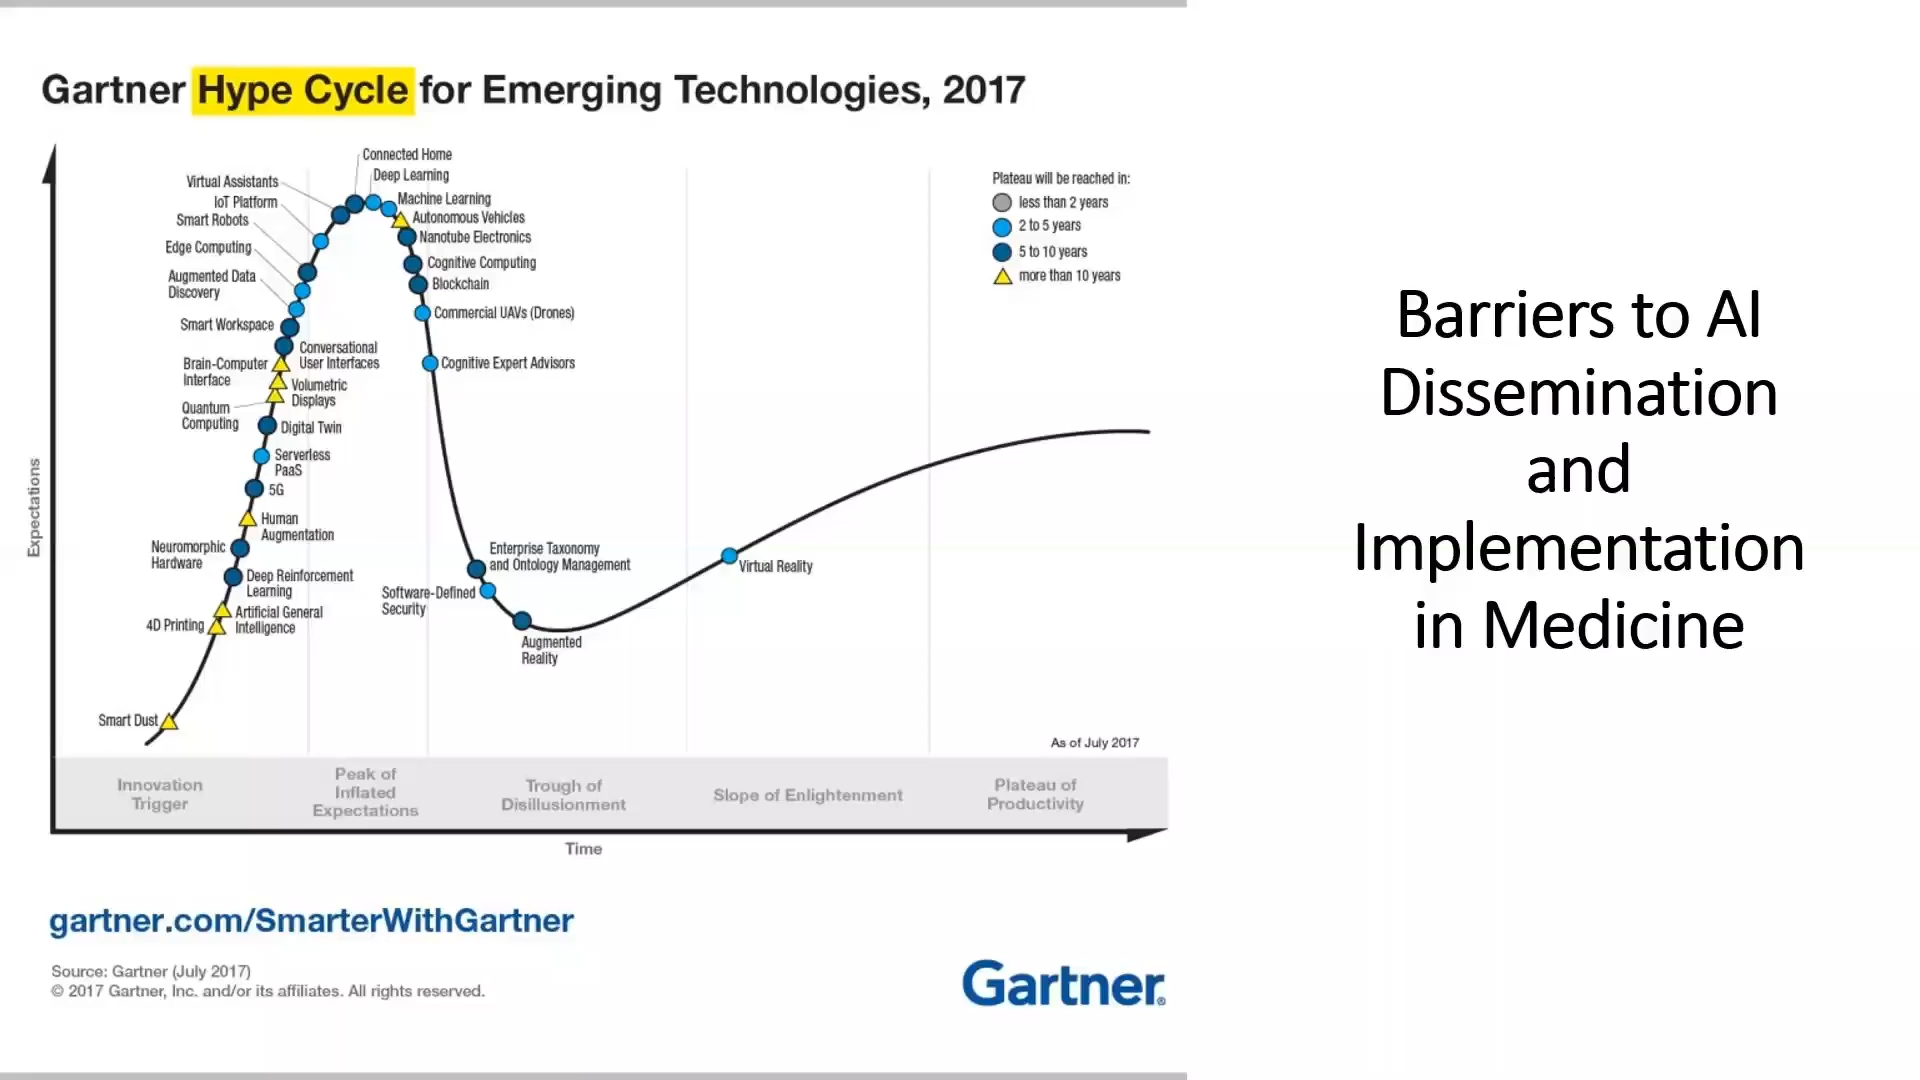 Gartner Hype Cycle for Emerging Technologies, 2017
Connected Home
Deep Learning
Virtual Assistants
Machine Learning
IoT Platform
Autonomous Vehicles
Smart Robots
Nanotube Electronics
Edge Computing
Cognitive Computing
Augmented Data
Discovery
Blockchain
Commercial UAVs (Drones)
Smart Workspace
Conversational
User Interfaces
Cognitive Expert Advisors
Brain-Computer
Interface
Volumetric
Displays
Quantum
Computing
Digital Twin
Serverless
PaaS
5G
Human
Augmentation
Neuromorphic
Hardware
Deep Reinforcement
Learning
Artificial General
Intelligence
4D Printing
Smart Dust
Enterprise Taxonomy
and Ontology Management
Software-Defined
Security
Augmented
Reality
Virtual Reality
Plateau will be reached in:
less than 2 years
2 to 5 years
5 to 10 years
more than 10 years
As of July 2017
Expectations
Innovation
Trigger
Peak of
Inflated
Expectations
Trough of
Disillusionment
Slope of Enlightenment
Plateau of
Productivity
Time
gartner.com/SmarterWithGartner
Source: Gartner (July 2017)
© 2017 Gartner, Inc. and/or its affiliates. All rights reserved.
Gartner®
Barriers to AI
Dissemination
and
Implementation
in Medicine